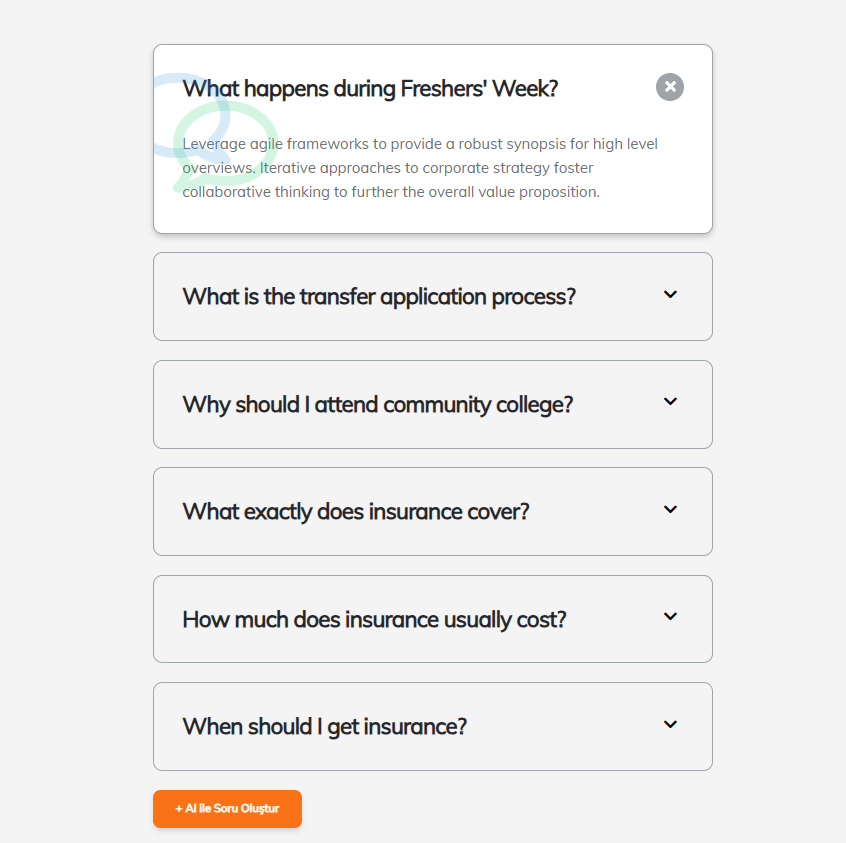 What happens during Freshers' Week?
Leverage agile frameworks to provide a robust synopsis for high level
overviews. Iterative approaches to corporate strategy foster
collaborative thinking to further the overall value proposition.
What is the transfer application process?
Why should I attend community college?
What exactly does insurance cover?
How much does insurance usually cost?
When should I get insurance?
+ AI ile Soru Oluştur